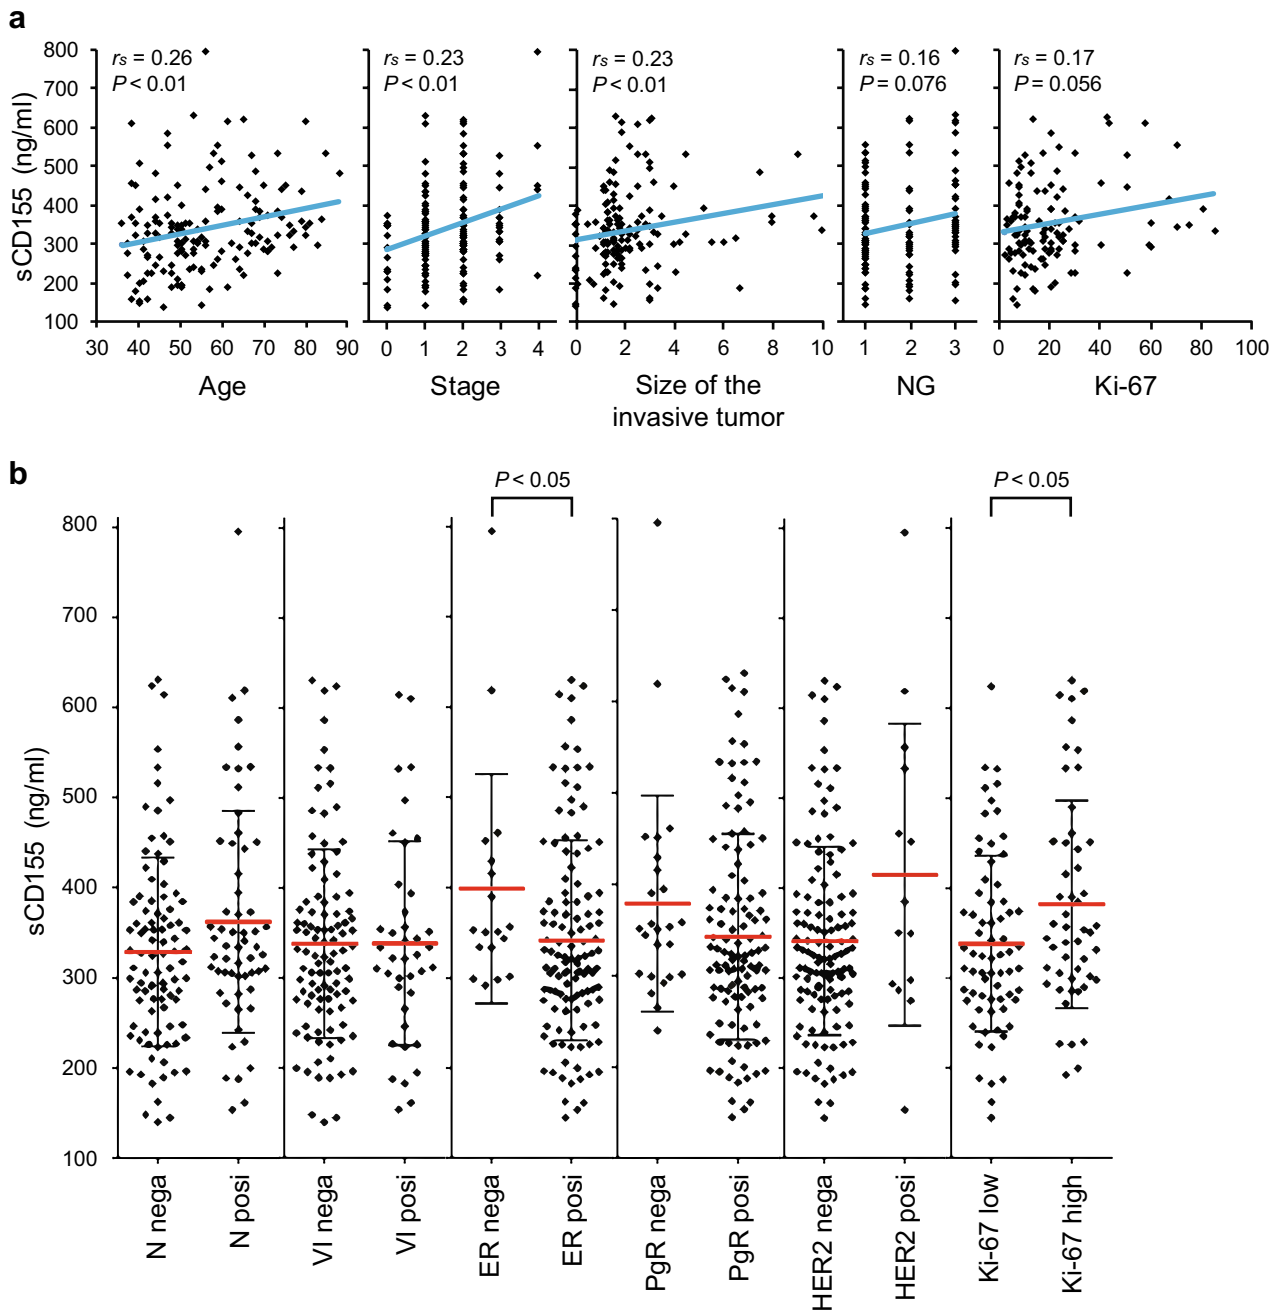 a
rs = 0.26
P < 0.01
rs = 0.23
P < 0.01
rs = 0.23
P < 0.01
rs = 0.16
P = 0.076
rs = 0.17
P = 0.056
sCD155 (ng/ml)
800
700
600
500
400
300
200
100
30 40 50 60 70 80 90
0 1 2 3 4
0 2 4 6 8 10
1 2 3
0 20 40 60 80 100
Age
Stage
Size of the
invasive tumor
NG
Ki-67
b
P < 0.05
P < 0.05
sCD155 (ng/ml)
800
700
600
500
400
300
200
100
N nega
N posi
VI nega
VI posi
ER nega
ER posi
PgR nega
PgR posi
HER2 nega
HER2 posi
Ki-67 low
Ki-67 high